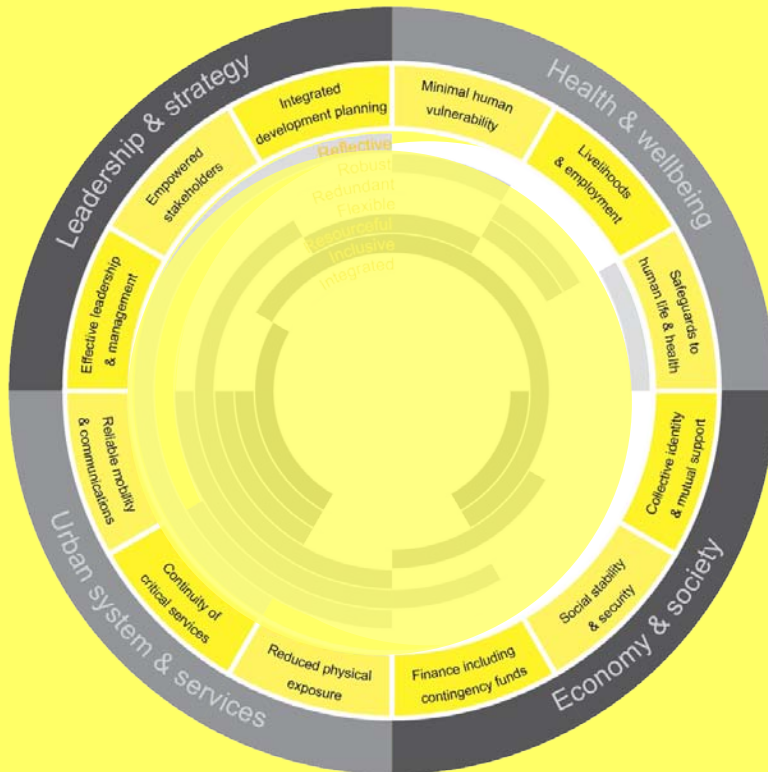 Leadership & strategy
Health & wellbeing
Economy & society
Urban system & services
Integrated
development planning
Minimal human
vulnerability
Livelihoods
& employment
Safeguards to
human life & health
Collective identity
& mutual support
Social stability
& security
Finance including
contingency funds
Reduced physical
exposure
Continuity of
critical services
Reliable mobility
& communications
Effective leadership
& management
Empowered
stakeholders
Reflective
Robust
Redundant
Flexible
Resourceful
Inclusive
Integrated